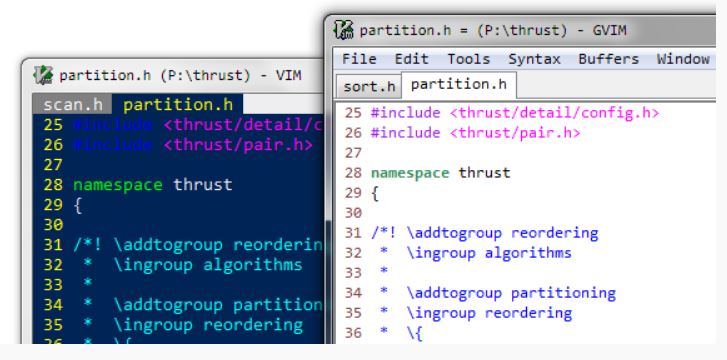 partition.h (P:\thrust) - VIM
scan.h partition.h
25 #include <thrust/detail/c
26 #include <thrust/pair.h>
27
28 namespace thrust
29 {
30
31 /*! \addtogroup reorderin
32  *  \ingroup algorithms
33  *
34  *  \addtogroup partition
35  *  \ingroup reordering
36  *  \{
partition.h = (P:\thrust) - GVIM
File Edit Tools Syntax Buffers Window
sort.h partition.h
25 #include <thrust/detail/config.h>
26 #include <thrust/pair.h>
27
28 namespace thrust
29 {
30
31 /*! \addtogroup reordering
32  *  \ingroup algorithms
33  *
34  *  \addtogroup partitioning
35  *  \ingroup reordering
36  *  \{